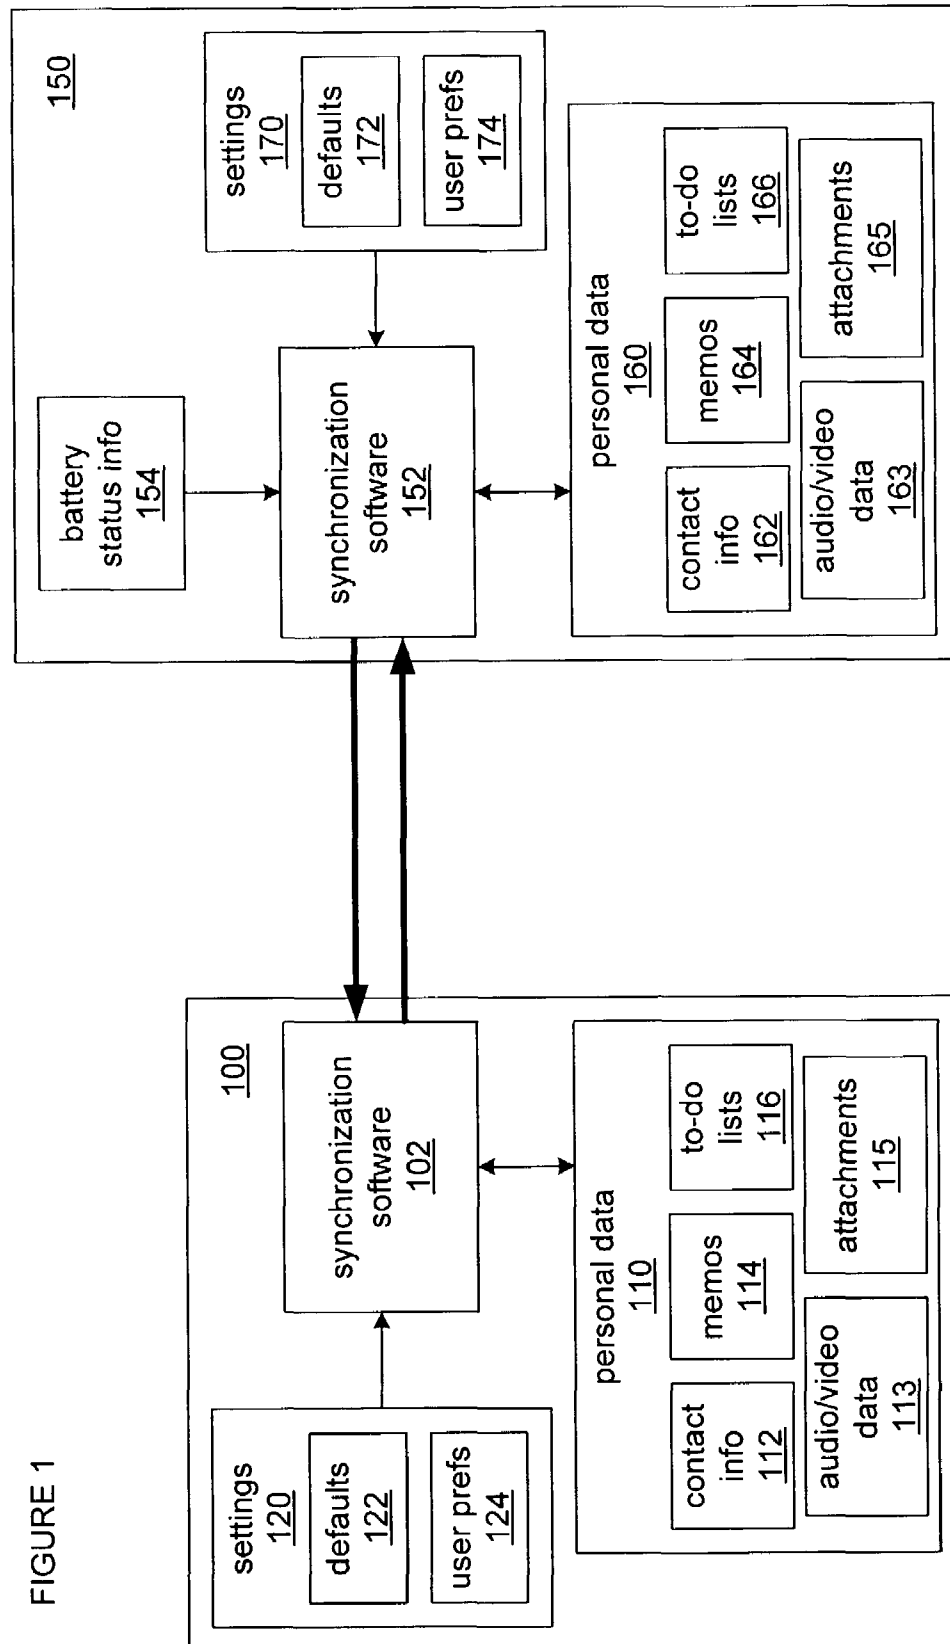 FIGURE 1
100
settings
120
defaults
122
user prefs
124
synchronization
software
102
personal data
110
contact
info
112
memos
114
to-do
lists
116
audio/video
data
113
attachments
115
150
battery
status info
154
synchronization
software
152
settings
170
defaults
172
user prefs
174
personal data
160
contact
info
162
memos
164
to-do
lists
166
audio/video
data
163
attachments
165